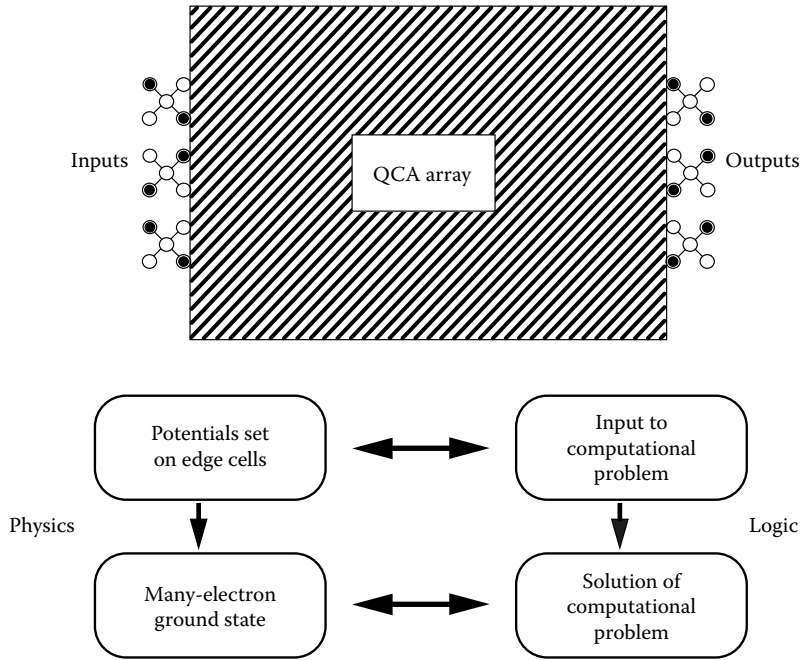 Inputs
QCA array
Outputs
Potentials set
on edge cells
Input to
computational
problem
Physics
Logic
Many-electron
ground state
Solution of
computational
problem